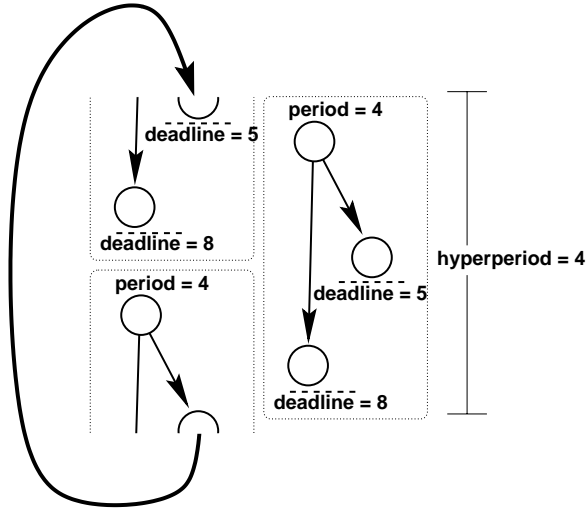 deadline = 5
deadline = 8
period = 4
period = 4
deadline = 5
deadline = 8
hyperperiod = 4